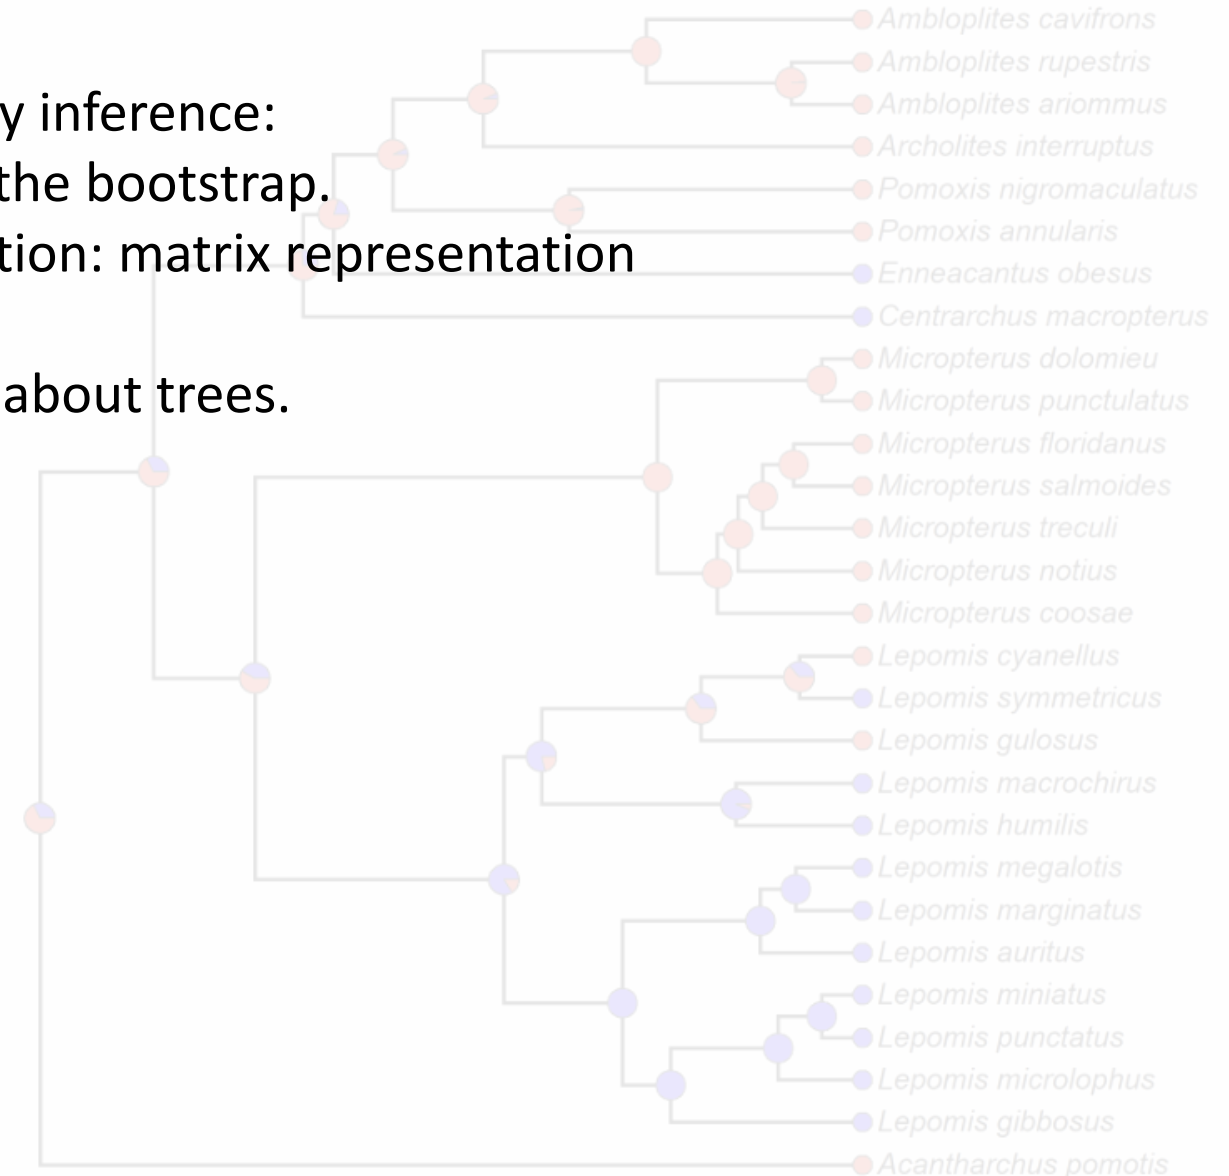 Ambloplites cavifrons
Ambloplites rupestris
y inference:
Ambloplites ariommus
Archolites interruptus
the bootstrap.
Pomoxis nigromaculatus
Pomoxis annularis
tion: matrix representation
Enneacantus obesus
Centrarchus macropterus
Micropterus dolomieu
about trees.
Micropterus punctulatus
Micropterus floridanus
Micropterus salmoides
Micropterus treculi
Micropterus notius
Micropterus coosae
Lepomis cyanellus
Lepomis symmetricus
Lepomis gulosus
Lepomis macrochirus
Lepomis humilis
Lepomis megalotis
Lepomis marginatus
Lepomis auritus
Lepomis miniatus
Lepomis punctatus
Lepomis microlophus
Lepomis gibbosus
Acantharchus pomotis